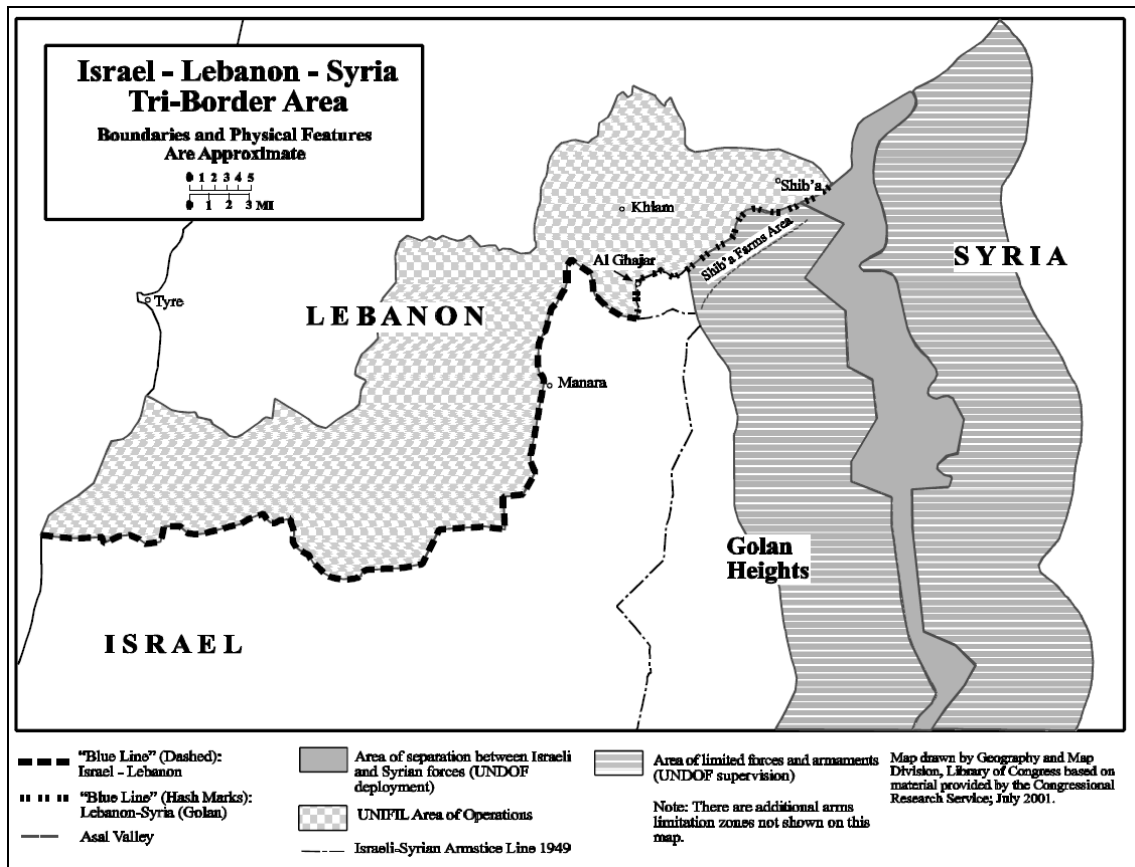 Israel - Lebanon - Syria
Tri-Border Area
Boundaries and Physical Features
Are Approximate
0 1 2 3 4 5
0 1 2 3 MI
Shib'a
Khlam
Shib'a Farms Area
Al Ghajar
SYRIA
Tyre
LEBANON
Manara
Golan
Heights
ISRAEL
"Blue Line" (Dashed):
Israel - Lebanon
"Blue Line" (Hash Marks):
Lebanon-Syria (Golan)
Asal Valley
Area of separation between Israeli
and Syrian forces (UNDOF
deployment)
UNIFIL Area of Operations
Israeli-Syrian Armstice Line 1949
Area of limited forces and armaments
(UNDOF supervision)
Note: There are additional arms
limitation zones not shown on this
map.
Map drawn by Geography and Map
Division, Library of Congress based on
material provided by the Congressional
Research Service; July 2001.